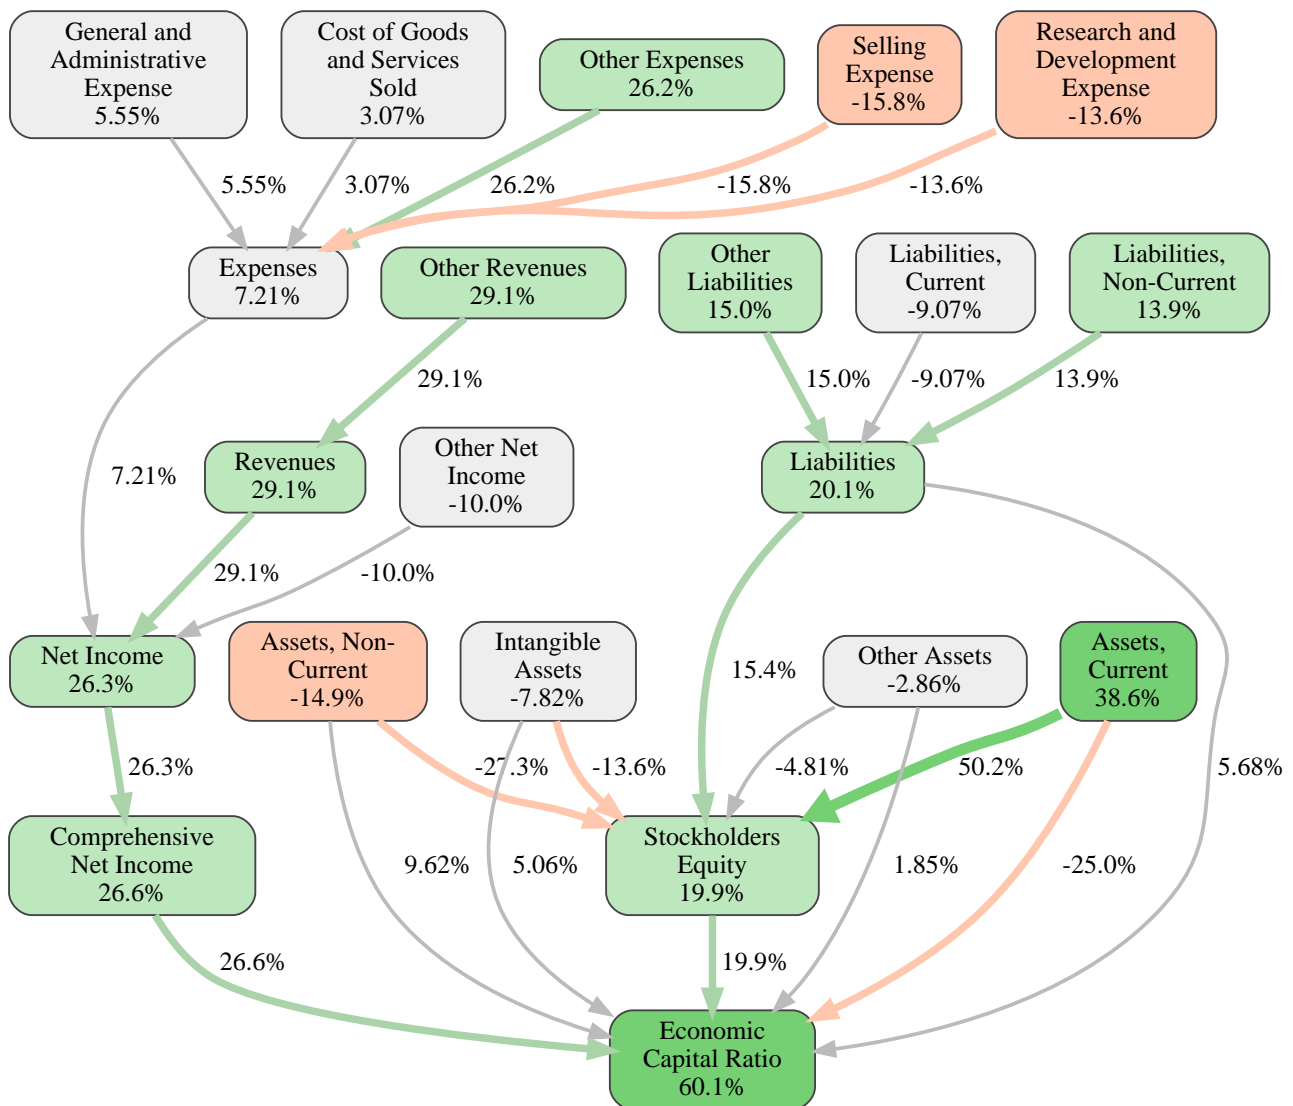 General and
Administrative
Expense
5.55%
Cost of Goods
and Services
Sold
3.07%
Other Expenses
26.2%
Selling
Expense
-15.8%
Research and
Development
Expense
-13.6%
5.55%
3.07%
26.2%
-15.8%
-13.6%
Expenses
7.21%
Other Revenues
29.1%
Other
Liabilities
15.0%
Liabilities,
Current
-9.07%
Liabilities,
Non-Current
13.9%
29.1%
15.0%
-9.07%
13.9%
7.21%
Revenues
29.1%
Other Net
Income
-10.0%
Liabilities
20.1%
29.1%
-10.0%
Net Income
26.3%
Assets, Non-
Current
-14.9%
Intangible
Assets
-7.82%
15.4%
Other Assets
-2.86%
Assets,
Current
38.6%
26.3%
-27.3%
-13.6%
-4.81%
50.2%
5.68%
Comprehensive
Net Income
26.6%
9.62%
5.06%
Stockholders
Equity
19.9%
1.85%
-25.0%
26.6%
19.9%
Economic
Capital Ratio
60.1%